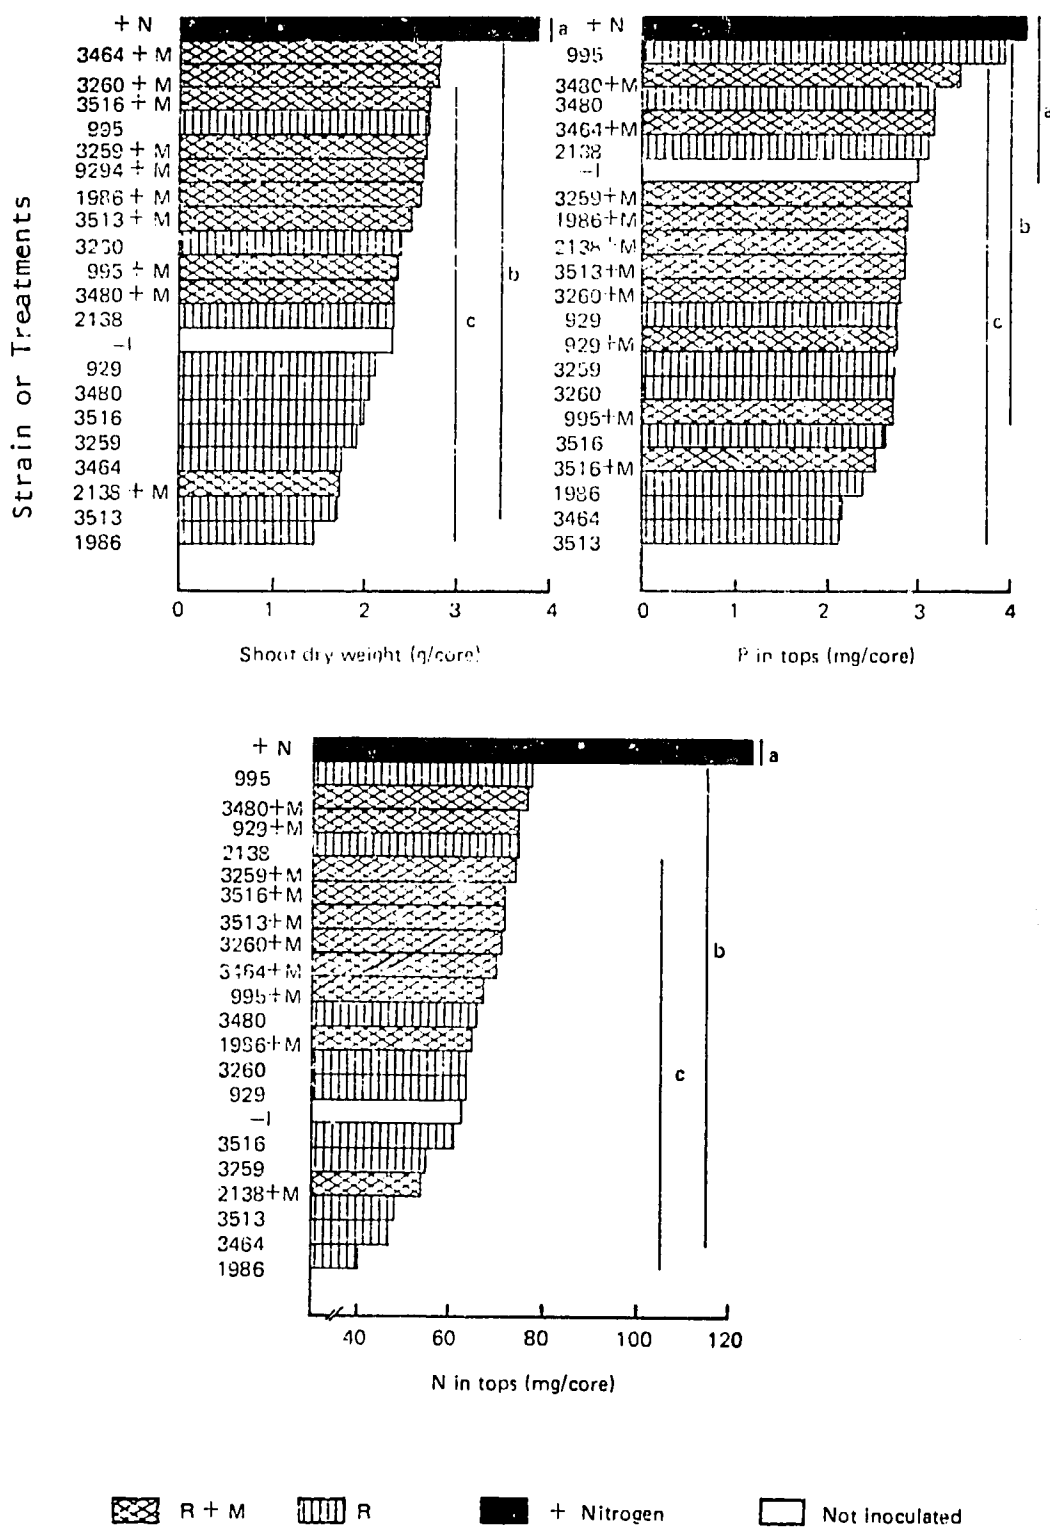 Strain or Treatments
+ N
3464 + M
3260 + M
3516 + M
995
3259 + M
9294 + M
1986 + M
3513 + M
3230
995 + M
3480 + M
2138
-I
929
3480
3516
3259
3464
2138 + M
3513
1986
a
b
c
0 1 2 3 4
Shoot dry weight (g/core)
+ N
995
3480+M
3480
3464+M
2138
-I
3259+M
1986+M
2138+M
3513+M
3260+M
929
929+M
3259
3260
995+M
3516
3516+M
1986
3464
3513
a
b
c
0 1 2 3 4
P in tops (mg/core)
+ N
995
3480+M
929+M
2138
3259+M
3516+M
3513+M
3260+M
3464+M
995+M
3480
1986+M
3260
929
-I
3516
3259
2138+M
3513
3464
1986
a
b
c
40 60 80 100 120
N in tops (mg/core)
R + M
R
+ Nitrogen
Not inoculated